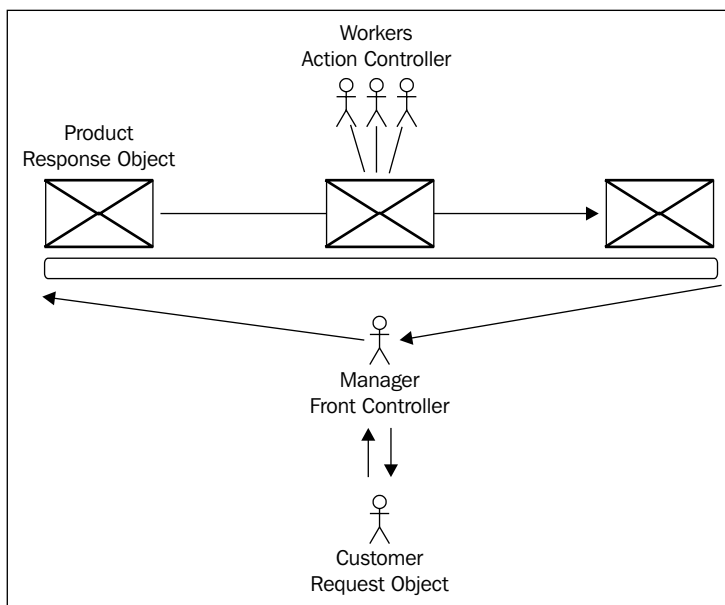 Workers
Action Controller
Product
Response Object
Manager
Front Controller
Customer
Request Object